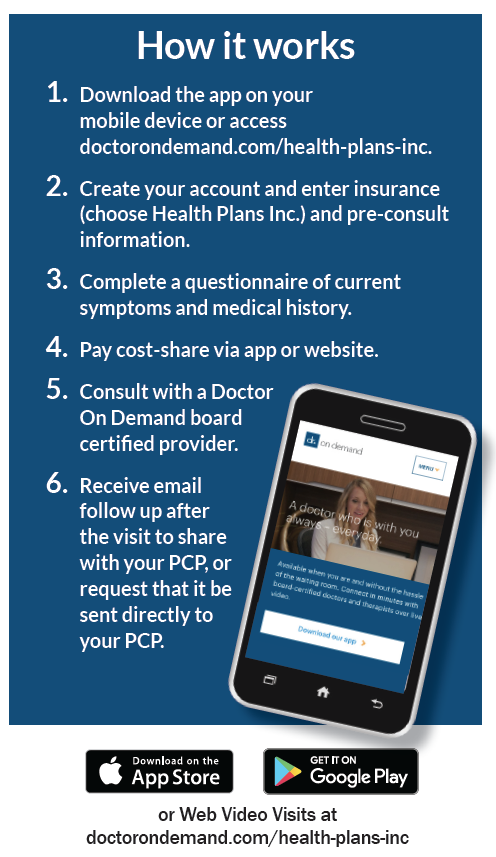 How it works
1. Download the app on your
mobile device or access
doctorondemand.com/health-plans-inc.
2. Create your account and enter insurance
(choose Health Plans Inc.) and pre-consult
information.
3. Complete a questionnaire of current
symptoms and medical history.
4. Pay cost-share via app or website.
5. Consult with a Doctor
On Demand board
certified provider.
6. Receive email
follow up after
the visit to share
with your PCP, or
request that it be
sent directly to
your PCP.
dr. on demand
MENU
A doctor who is with you
always - everyday.
Available when you are and without the hassle
of the waiting room. Connect in minutes with
board-certified doctors and therapists over live
video.
Download our app
Download on the
App Store
GET IT ON
Google Play
or Web Video Visits at
doctorondemand.com/health-plans-inc